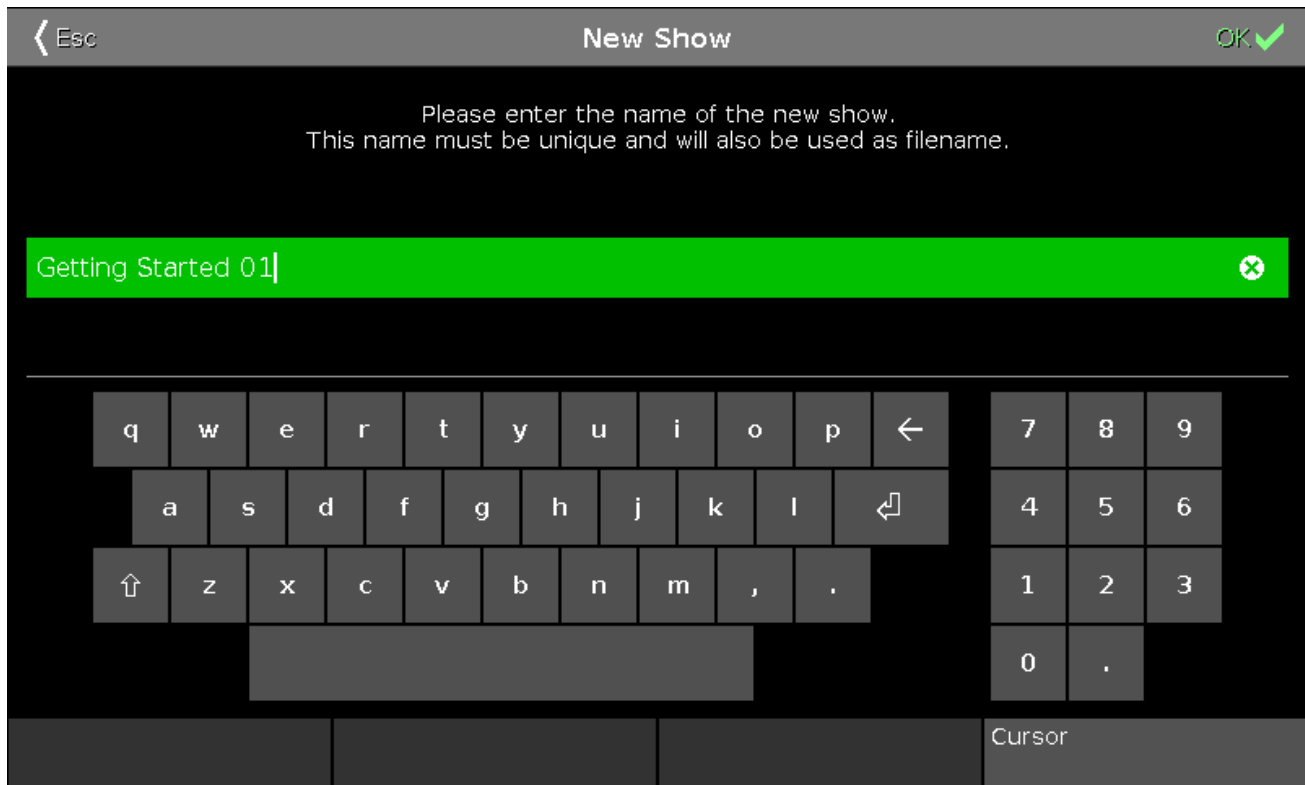 Esc New Show OK
Please enter the name of the new show.
This name must be unique and will also be used as filename.
Getting Started 01
q w e r t y u i o p 7 8 9
a s d f g h j k l 4 5 6
z x c v b n m , . 1 2 3
0 .
Cursor